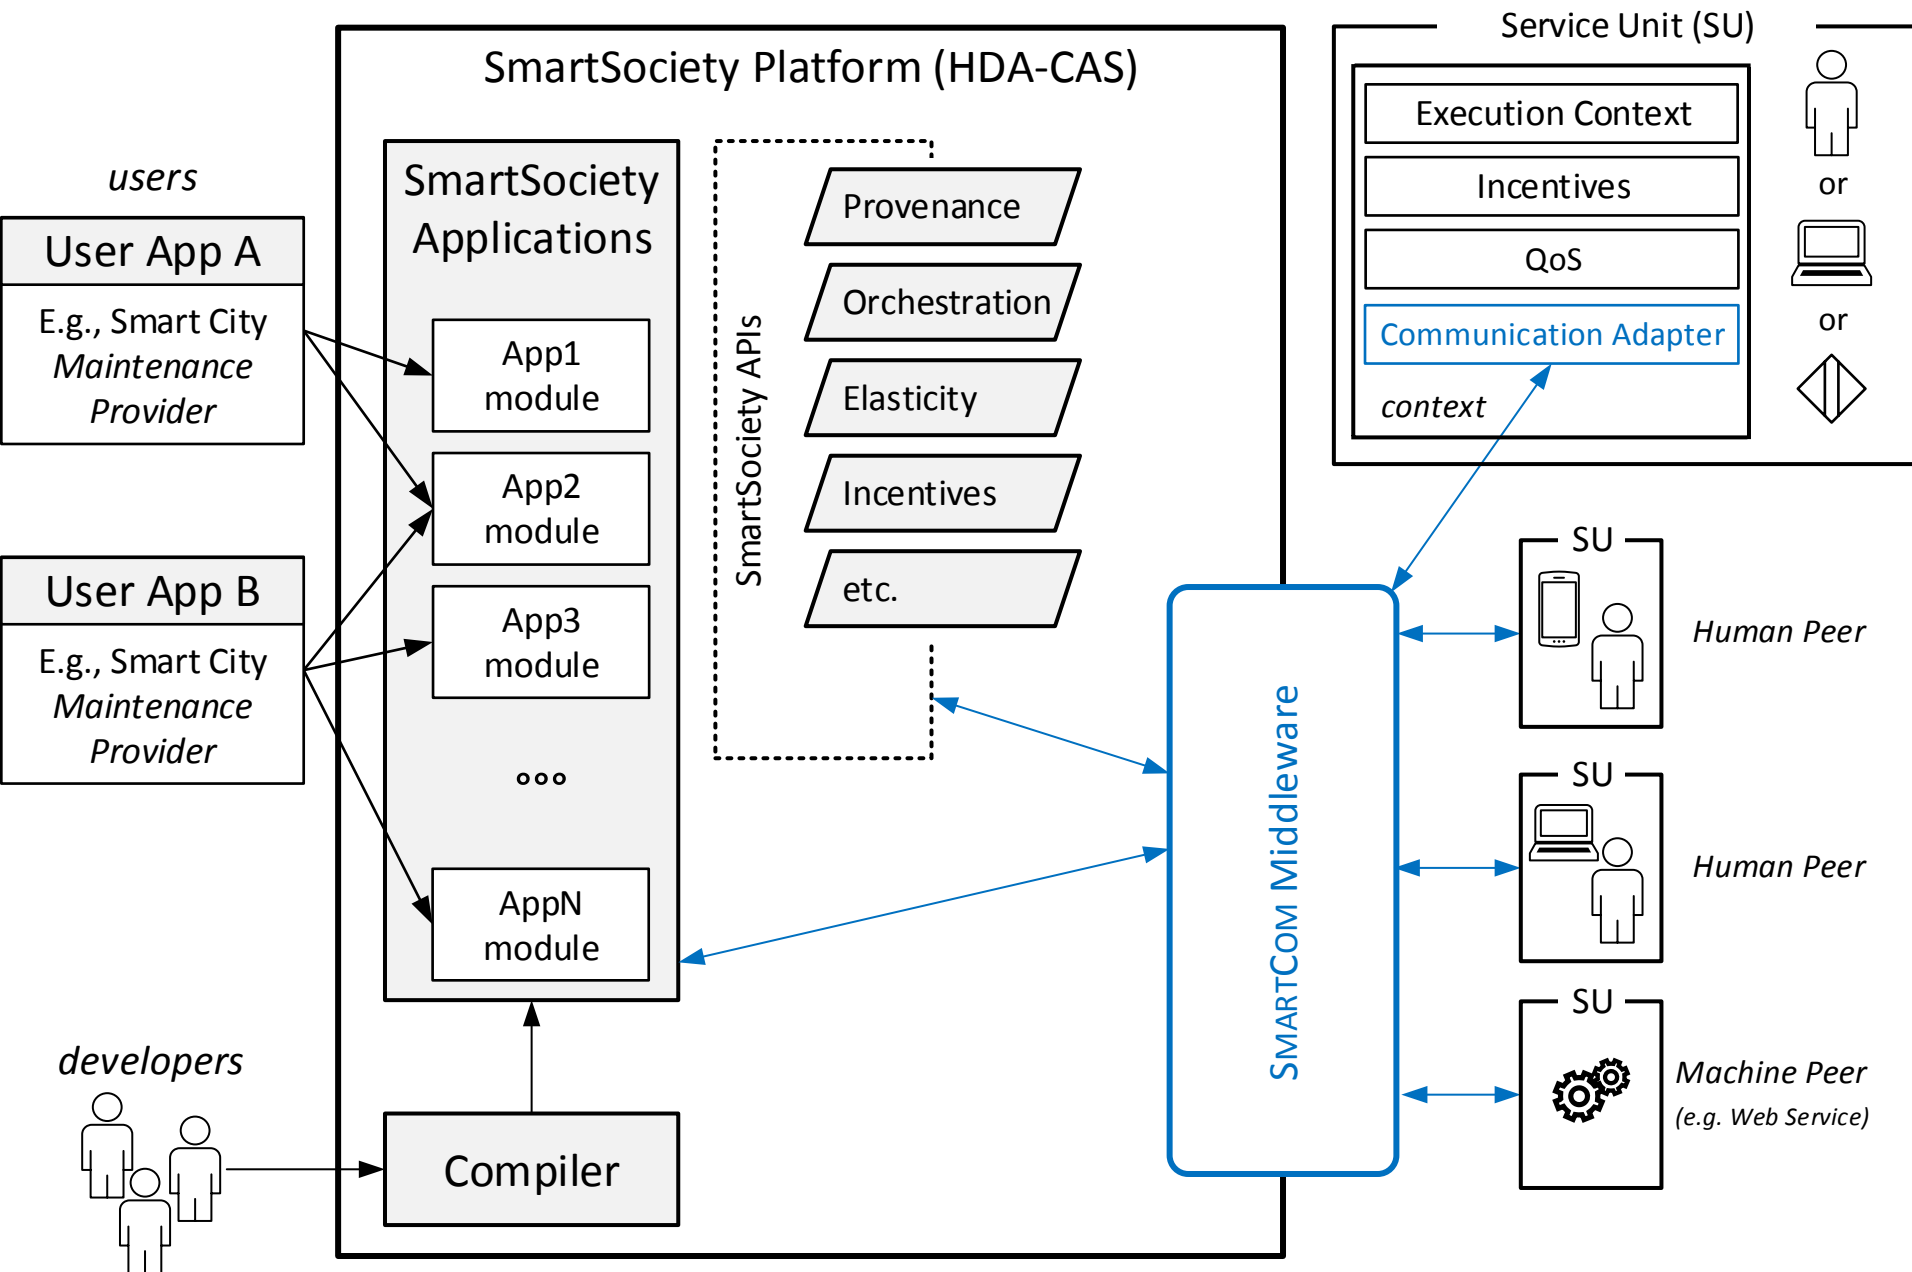 SmartSociety Platform (HDA-CAS)
users
User App A
E.g., Smart City
Maintenance
Provider
User App B
E.g., Smart City
Maintenance
Provider
developers
SmartSociety
Applications
App1
module
App2
module
App3
module
AppN
module
Compiler
SmartSociety APIs
Provenance
Orchestration
Elasticity
Incentives
etc.
SMARTCOM Middleware
Service Unit (SU)
Execution Context
Incentives
QoS
Communication Adapter
context
or
or
SU
Human Peer
SU
Human Peer
SU
Machine Peer
(e.g. Web Service)